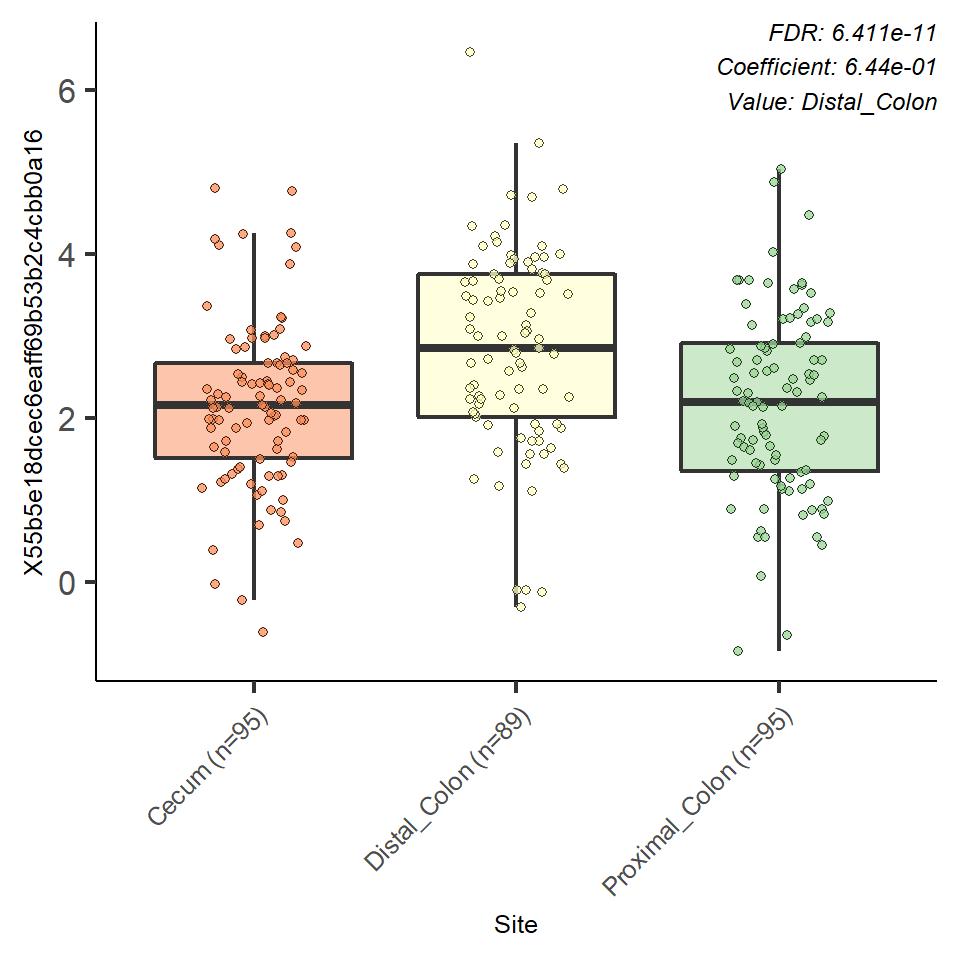 FDR: 6.411e-11
Coefficient: 6.44e-01
Value: Distal_Colon
X55b5e18dcec6eaff69b53b2c4cbb0a16
6
4
2
0
Cecum (n=95)
Distal_Colon (n=89)
Proximal_Colon (n=95)
Site